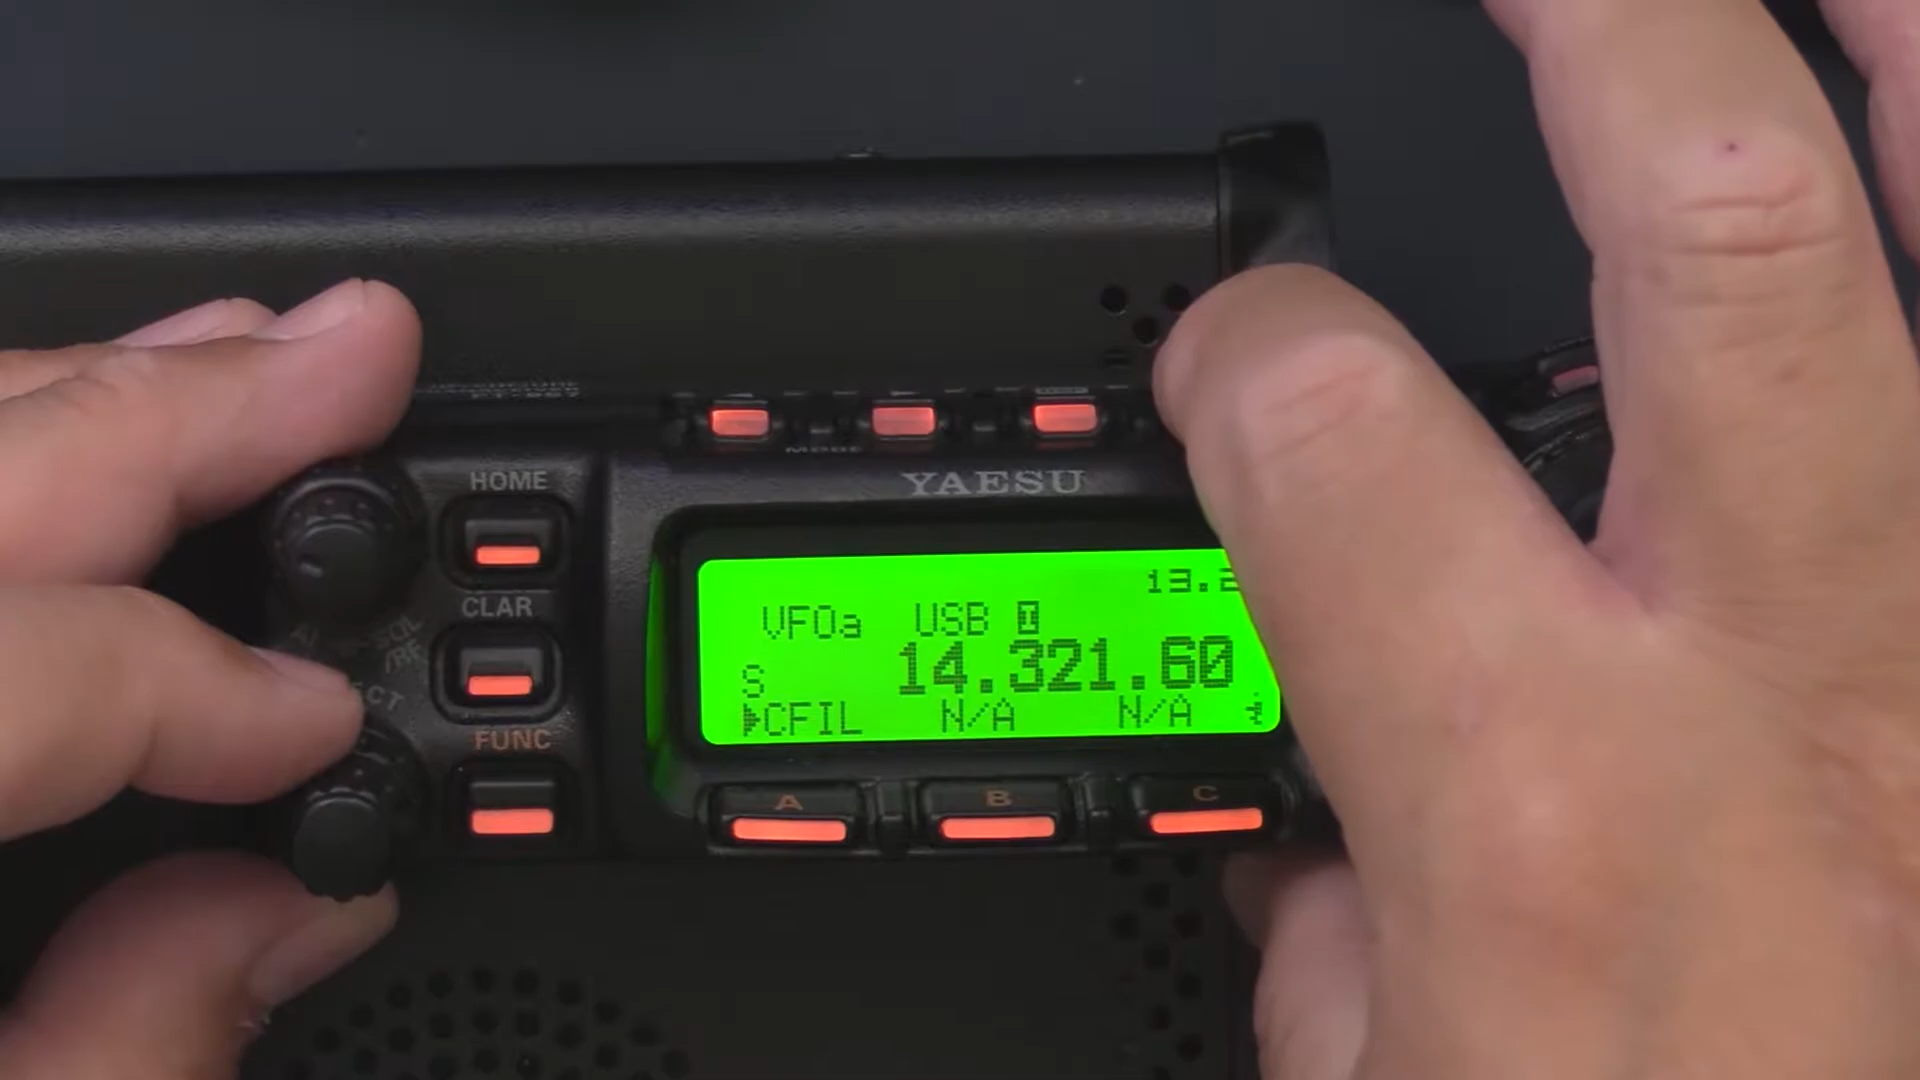 HOME
YAESU
CLAR
13.2
VFOa USB
14.321.60
S
CFIL N/A N/A
FUNC
A B C